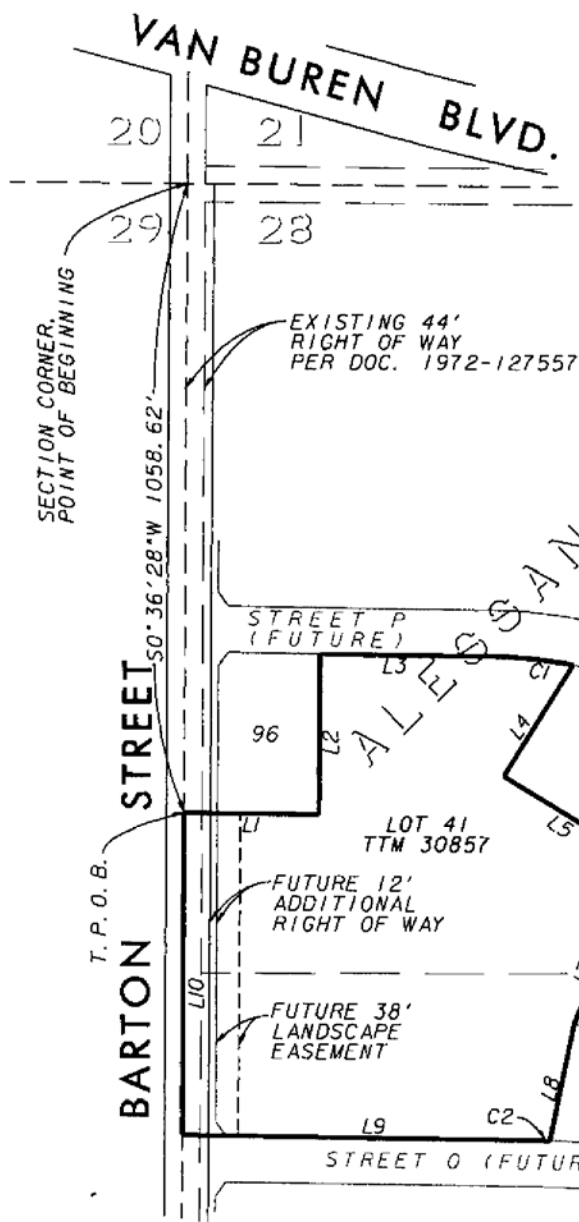 VAN BUREN BLVD.
20
21
29
28
SECTION CORNER,
POINT OF BEGINNING
S0°36'28"W 1058.62'
EXISTING 44'
RIGHT OF WAY
PER DOC. 1972-127557
STREET P
(FUTURE)
ALESSAN
L3
C1
96
L2
L4
L1
LOT 41
TTM 30857
L5
T.P.O.B.
BARTON STREET
FUTURE 12'
ADDITIONAL
RIGHT OF WAY
L10
FUTURE 38'
LANDSCAPE
EASEMENT
L8
L9
C2
STREET O (FUTUR